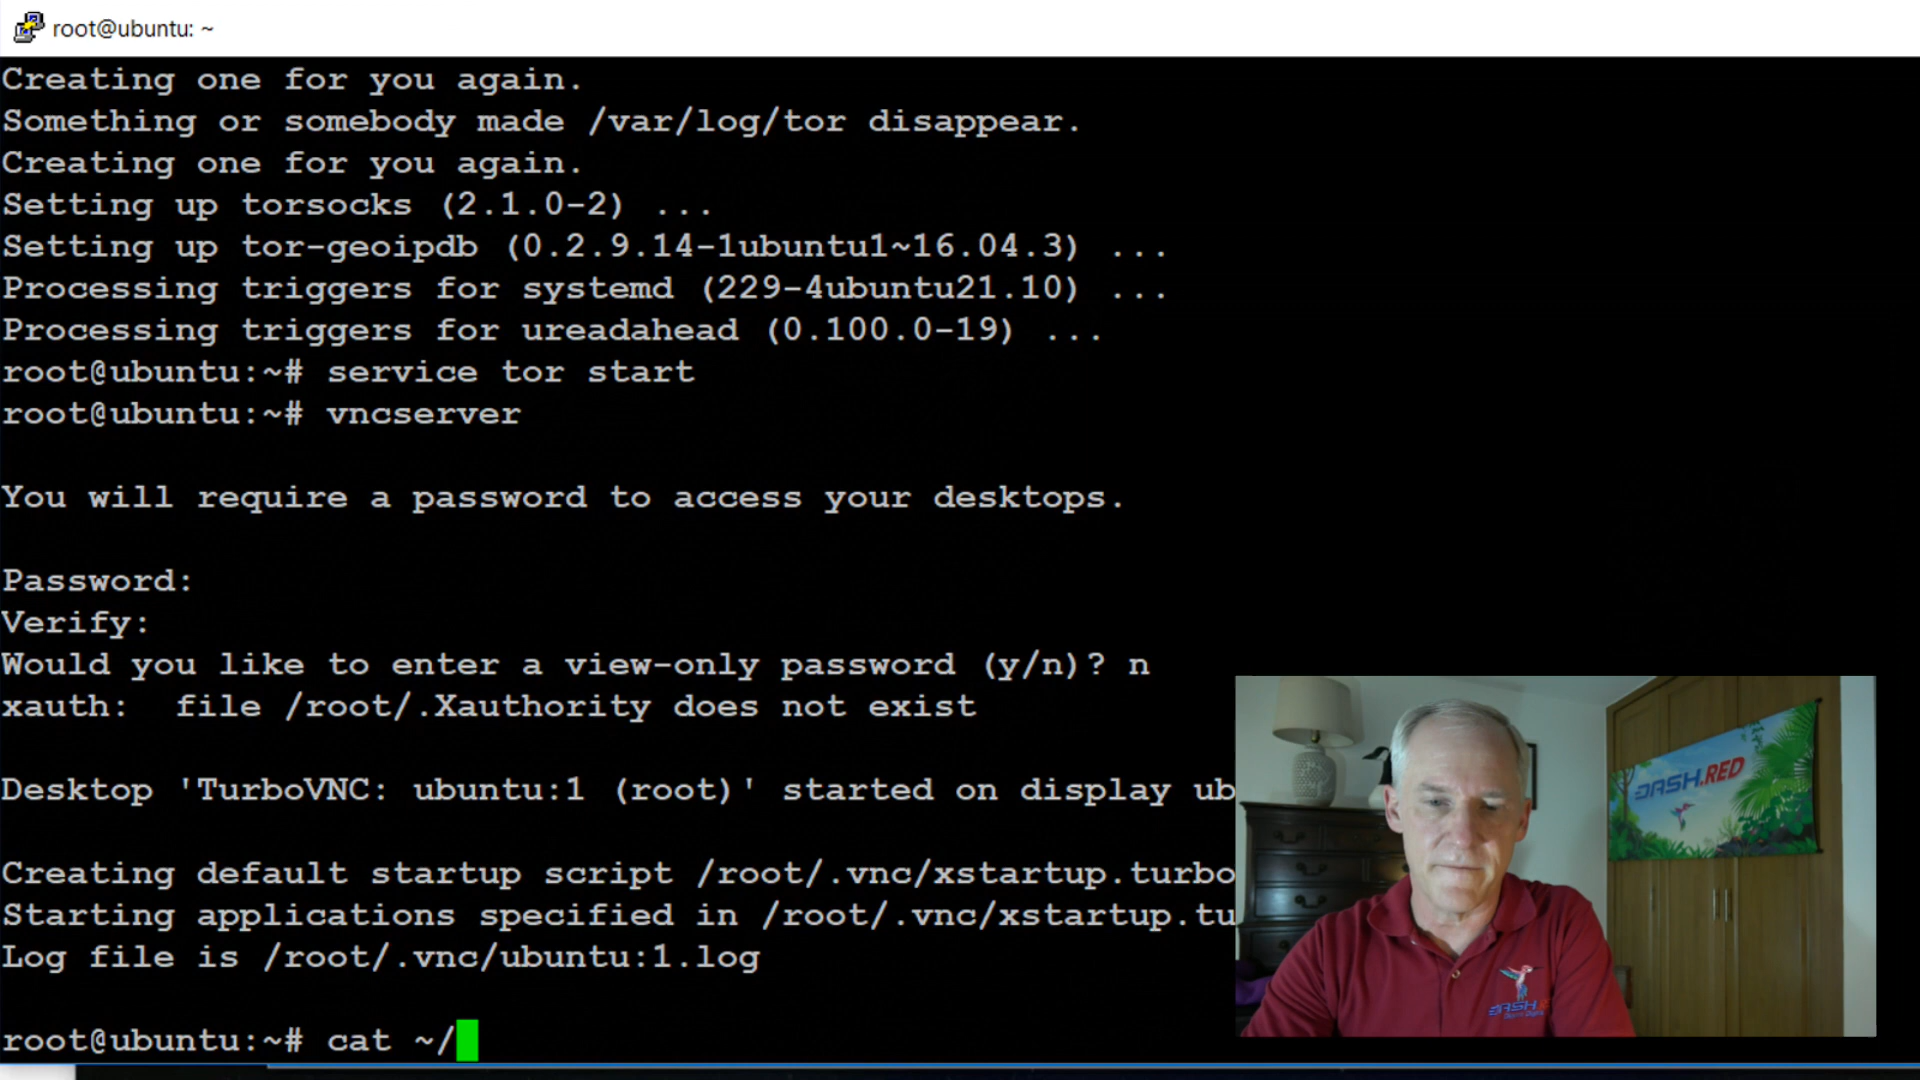 root@ubuntu: ~
Creating one for you again.
Something or somebody made /var/log/tor disappear.
Creating one for you again.
Setting up torsocks (2.1.0-2) ...
Setting up tor-geoipdb (0.2.9.14-1ubuntu1~16.04.3) ...
Processing triggers for systemd (229-4ubuntu21.10) ...
Processing triggers for ureadahead (0.100.0-19) ...
root@ubuntu:~# service tor start
root@ubuntu:~# vncserver
You will require a password to access your desktops.
Password:
Verify:
Would you like to enter a view-only password (y/n)? n
xauth:  file /root/.Xauthority does not exist
Desktop 'TurboVNC: ubuntu:1 (root)' started on display ub
Creating default startup script /root/.vnc/xstartup.turbo
Starting applications specified in /root/.vnc/xstartup.tu
Log file is /root/.vnc/ubuntu:1.log
root@ubuntu:~# cat ~/
DASH.RED
DASH.RE